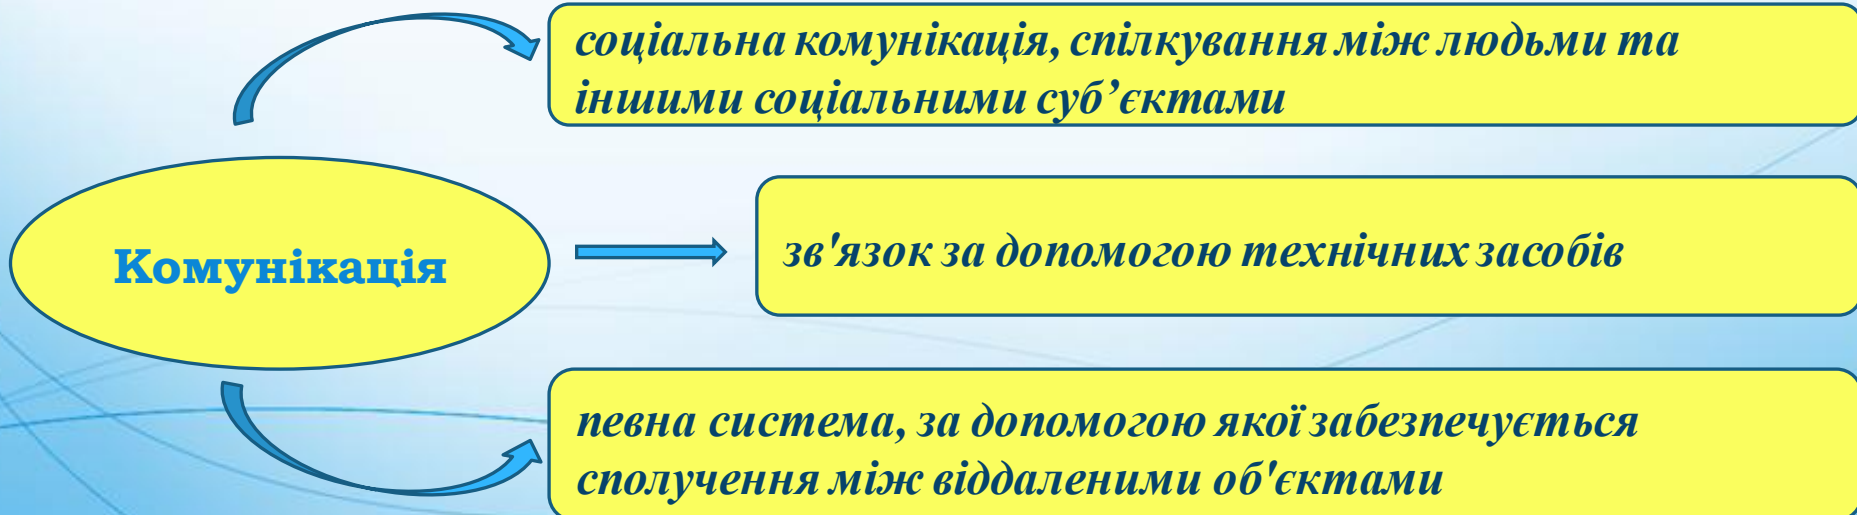 соціальна комунікація, спілкування між людьми та
іншими соціальними суб’єктами
Комунікація
зв'язок за допомогою технічних засобів
певна система, за допомогою якої забезпечується
сполучення між віддаленими об'єктами